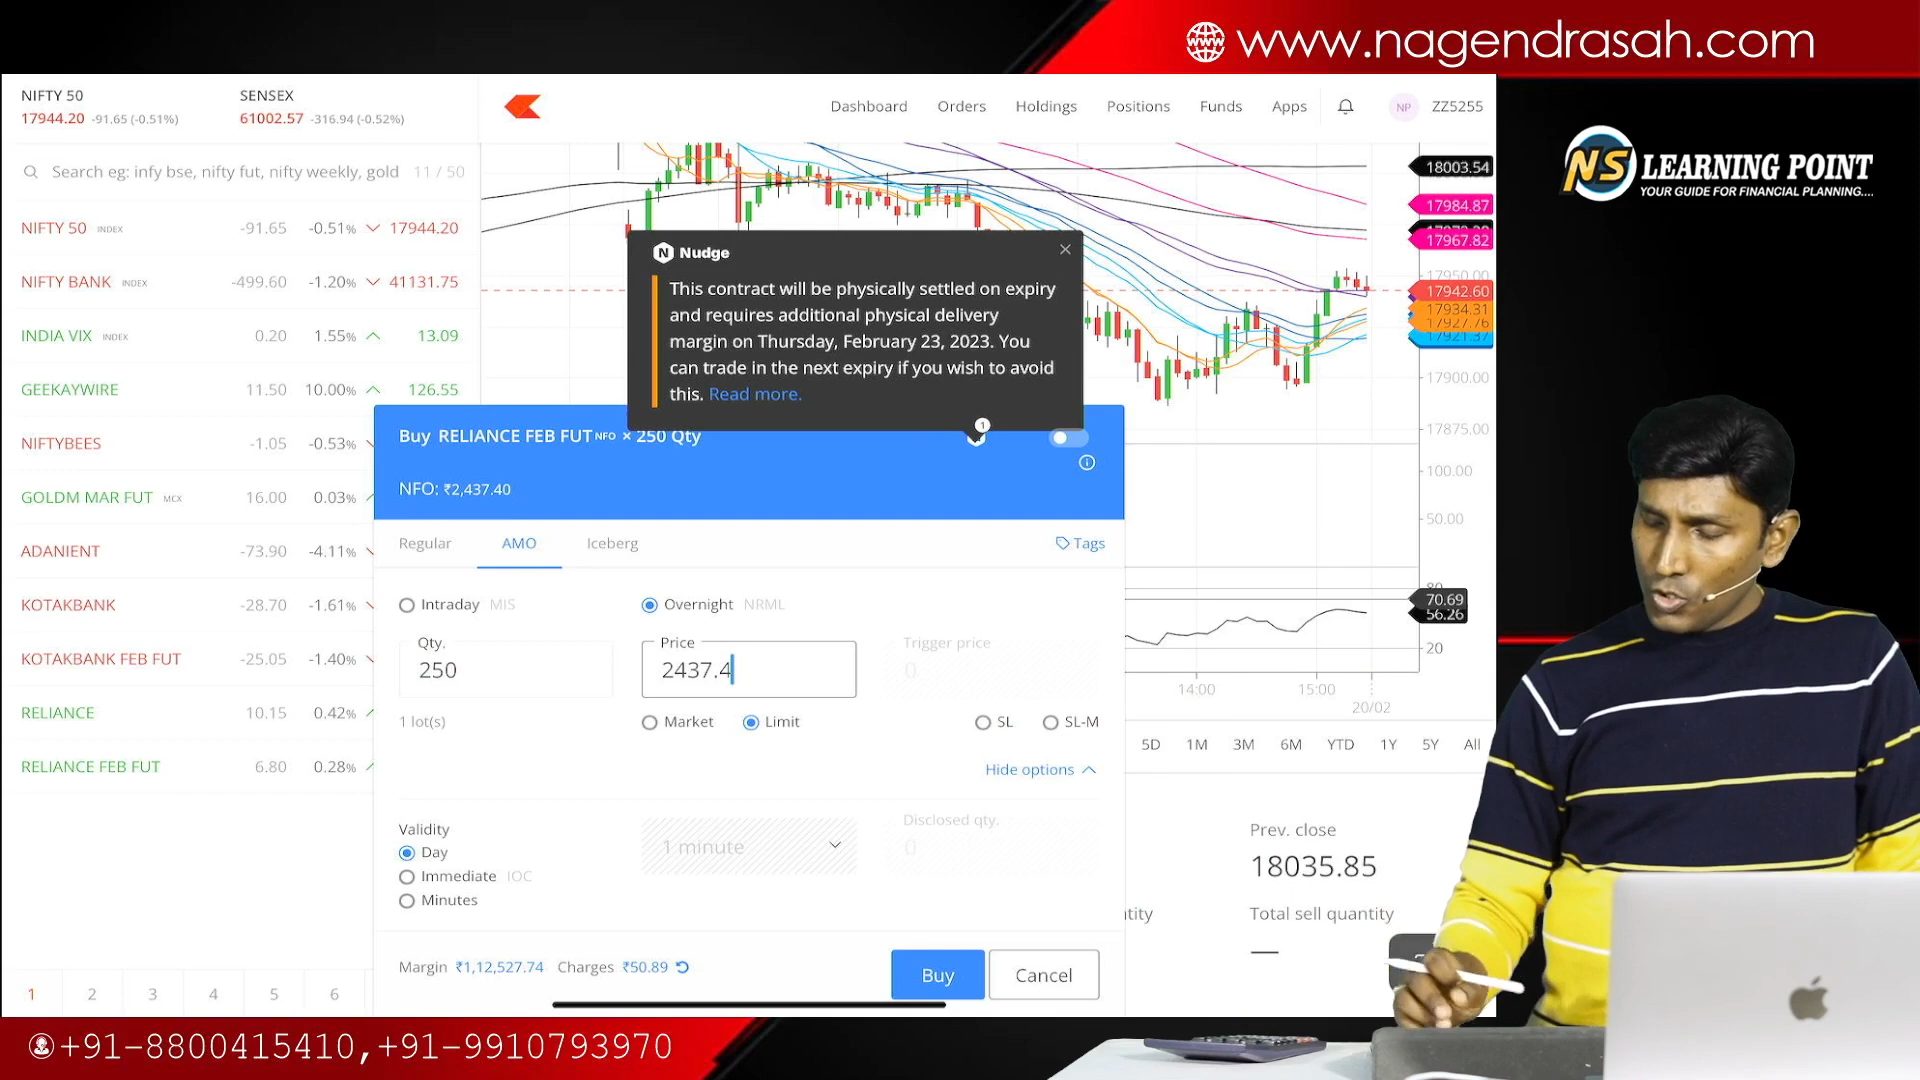 www.nagendrasah.com
NS LEARNING POINT
YOUR GUIDE FOR FINANCIAL PLANNING....
NIFTY 50
17944.20 -91.65 (-0.51%)
SENSEX
61002.57 -316.94 (-0.52%)
Dashboard Orders Holdings Positions Funds Apps NP ZZ5255
Search eg: infy bse, nifty fut, nifty weekly, gold 11 / 50
NIFTY 50 INDEX -91.65 -0.51% 17944.20
NIFTY BANK INDEX -499.60 -1.20% 41131.75
INDIA VIX INDEX 0.20 1.55% 13.09
GEEKAYWIRE 11.50 10.00% 126.55
NIFTYBEES -1.05 -0.53%
GOLDM MAR FUT MCX 16.00 0.03%
ADANIENT -73.90 -4.11%
KOTAKBANK -28.70 -1.61%
KOTAKBANK FEB FUT -25.05 -1.40%
RELIANCE 10.15 0.42%
RELIANCE FEB FUT 6.80 0.28%
1 2 3 4 5 6
18003.54
17984.87
17967.82
17950.00
17942.60
17934.31
17927.76
17921.37
17900.00
17875.00
100.00
50.00
80
70.69
56.26
20
14:00 15:00
20/02
5D 1M 3M 6M YTD 1Y 5Y All
Prev. close
18035.85
Total sell quantity
—
Nudge
This contract will be physically settled on expiry
and requires additional physical delivery
margin on Thursday, February 23, 2023. You
can trade in the next expiry if you wish to avoid
this. Read more.
1
Buy RELIANCE FEB FUT NFO × 250 Qty
NFO: ₹2,437.40
Regular AMO Iceberg Tags
Intraday MIS Overnight NRML
Qty. Price Trigger price
250 2437.4 0
1 lot(s) Market Limit SL SL-M
Hide options
Validity Disclosed qty.
Day 1 minute 0
Immediate IOC
Minutes
Margin ₹1,12,527.74 Charges ₹50.89 Buy Cancel
+91-8800415410,+91-9910793970